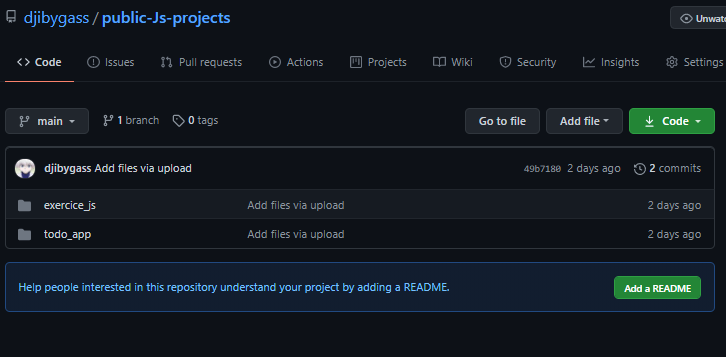 djibygass / public-Js-projects
Unwatc
Code Issues Pull requests Actions Projects Wiki Security Insights Settings
main 1 branch 0 tags Go to file Add file Code
djibygass Add files via upload 49b7180 2 days ago 2 commits
exercice_js Add files via upload 2 days ago
todo_app Add files via upload 2 days ago
Help people interested in this repository understand your project by adding a README. Add a README